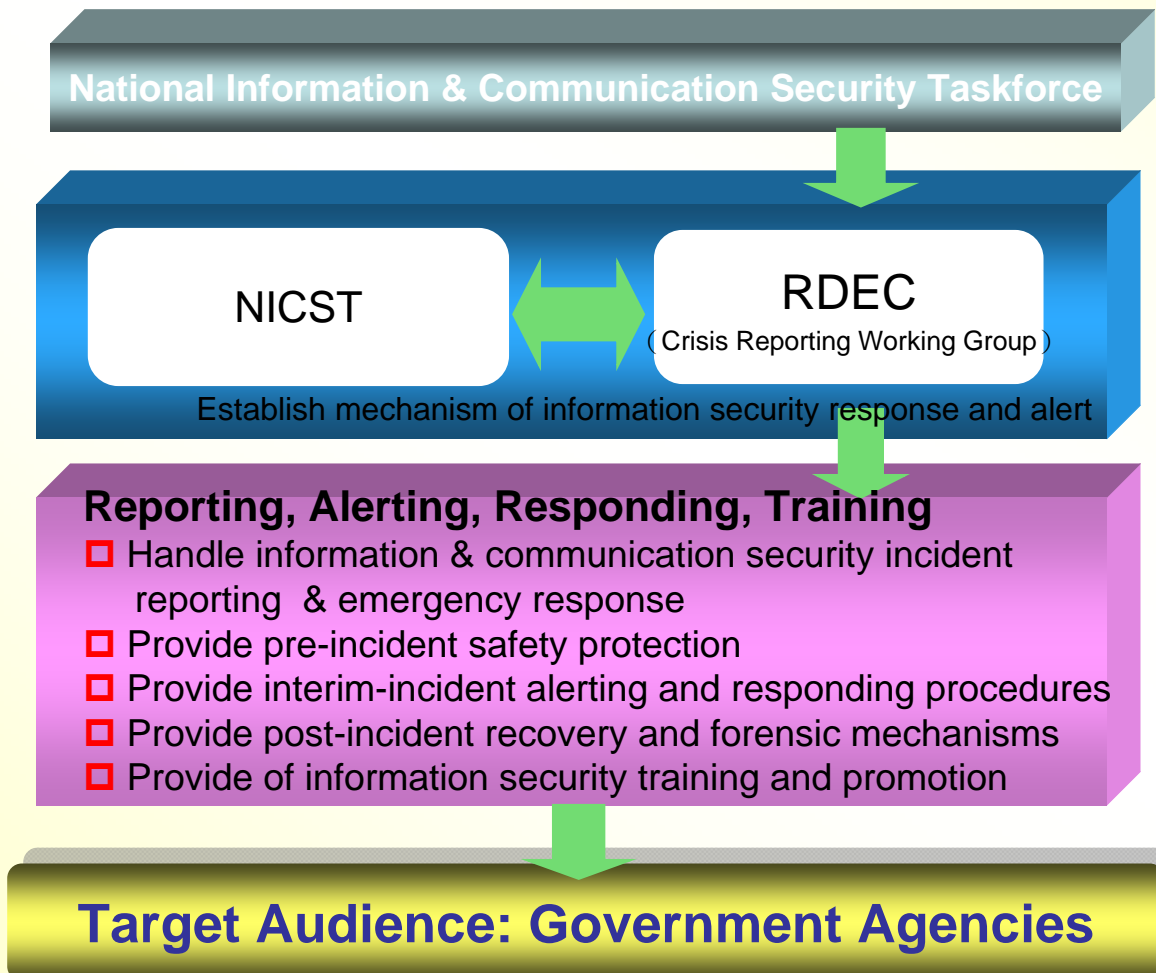 National Information & Communication Security Taskforce
NICST
RDEC
（Crisis Reporting Working Group）
Establish mechanism of information security response and alert
Reporting, Alerting, Responding, Training
Handle information & communication security incident
reporting & emergency response
Provide pre-incident safety protection
Provide interim-incident alerting and responding procedures
Provide post-incident recovery and forensic mechanisms
Provide of information security training and promotion
Target Audience: Government Agencies